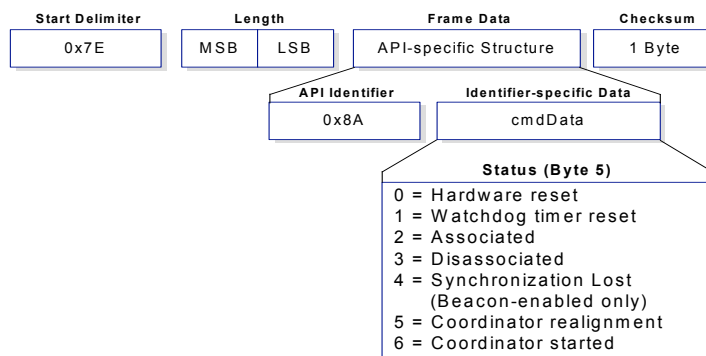 Start Delimiter Length Frame Data Checksum
0x7E MSB LSB API-specific Structure 1 Byte
API Identifier Identifier-specific Data
0x8A cmdData
Status (Byte 5)
0 = Hardware reset
1 = Watchdog timer reset
2 = Associated
3 = Disassociated
4 = Synchronization Lost
(Beacon-enabled only)
5 = Coordinator realignment
6 = Coordinator started